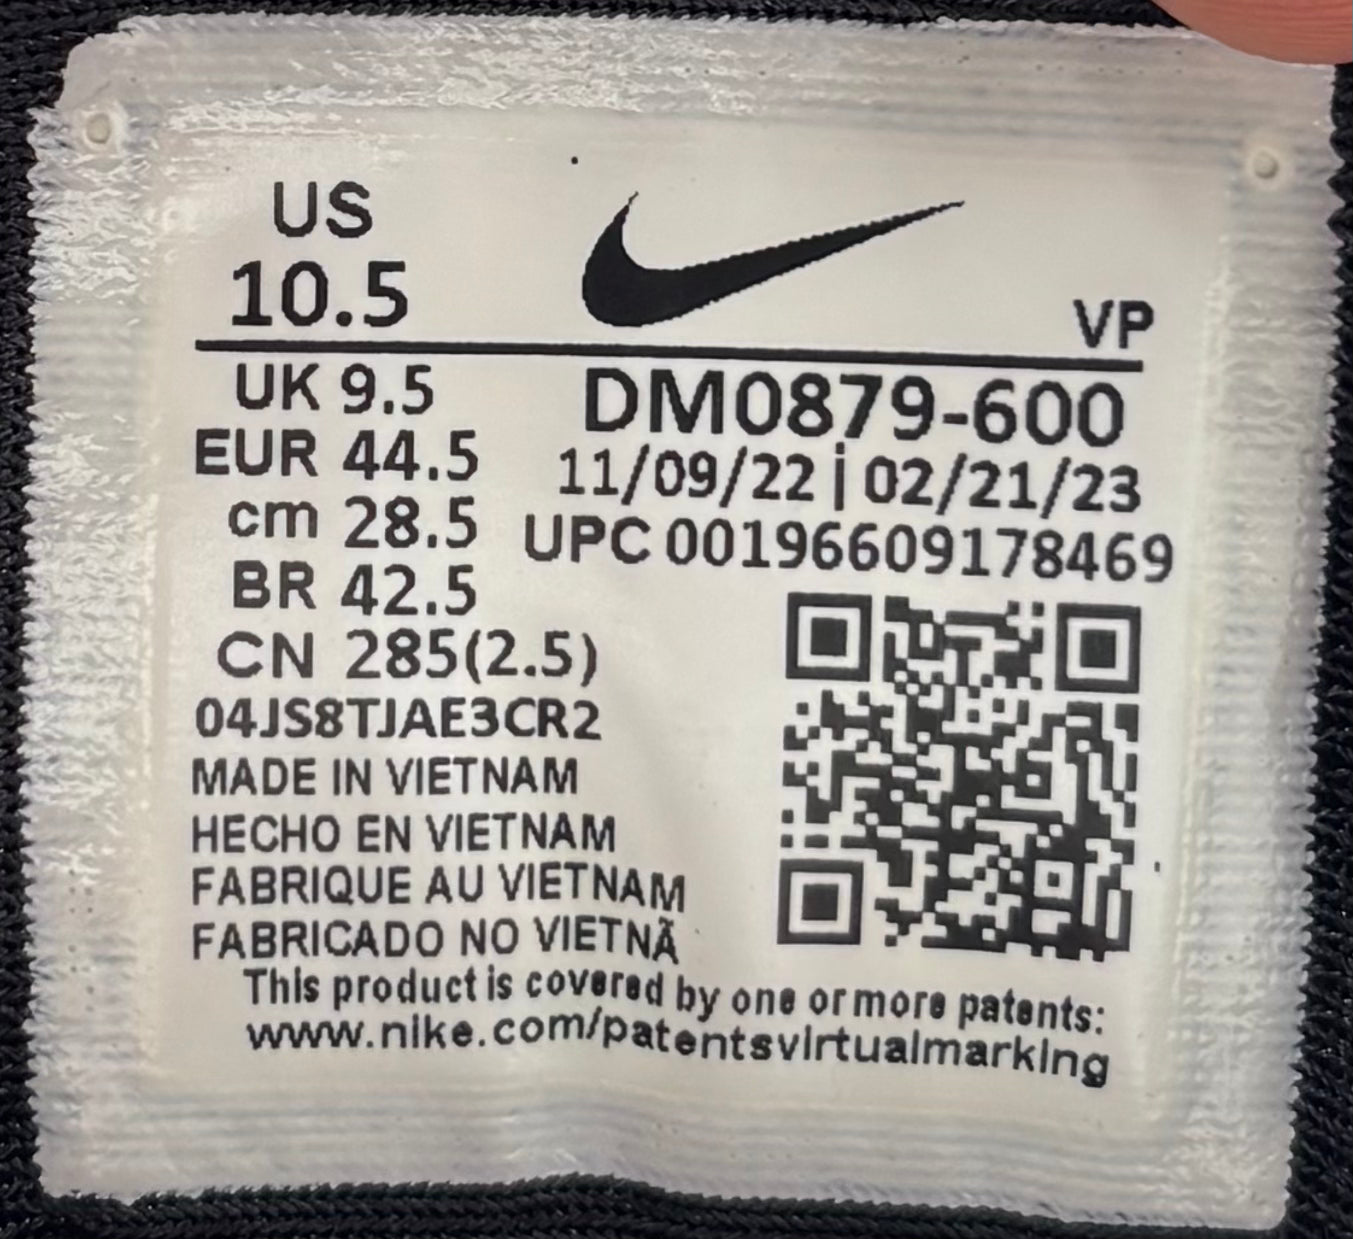 US
10.5
VP
UK 9.5
EUR 44.5
cm 28.5
BR 42.5
CN 285(2.5)
DM0879-600
11/09/22 | 02/21/23
UPC 00196609178469
04JS8TJAE3CR2
MADE IN VIETNAM
HECHO EN VIETNAM
FABRIQUE AU VIETNAM
FABRICADO NO VIETNÃ
This product is covered by one or more patents:
www.nike.com/patentsvirtualmarking